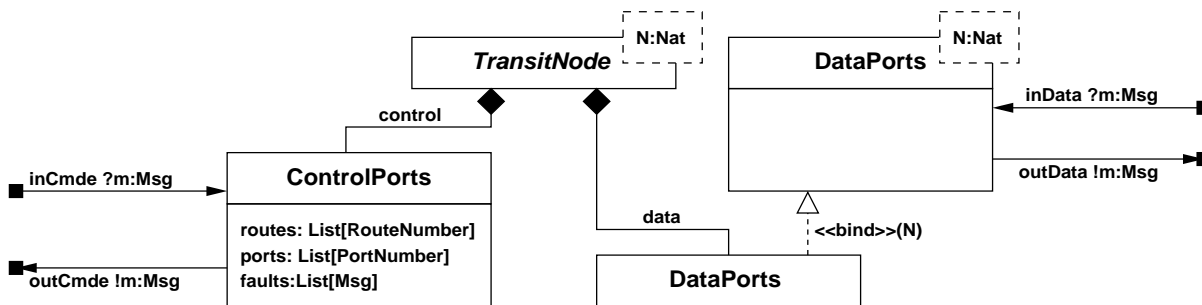 N:Nat
TransitNode
N:Nat
DataPorts
inData ?m:Msg
control
outData !m:Msg
ControlPorts
inCmde ?m:Msg
routes: List[RouteNumber]
ports: List[PortNumber]
faults:List[Msg]
outCmde !m:Msg
data
<<bind>>(N)
DataPorts